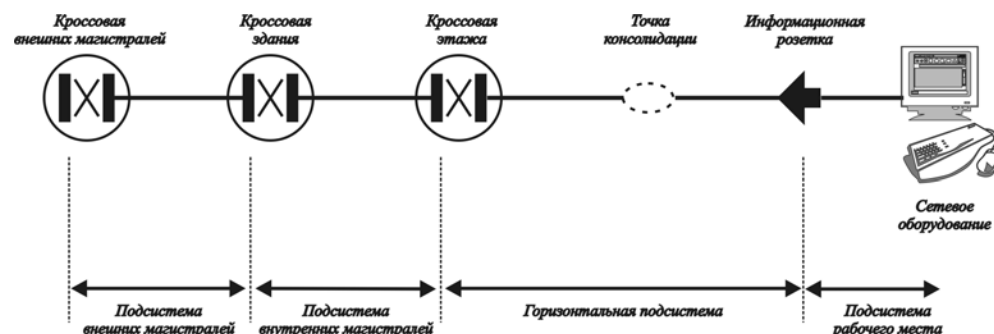 Кроссовая
внешних магистралей
Кроссовая
здания
Кроссовая
этажа
Точка
консолидации
Информационная
розетка
Сетевое
оборудование
Подсистема
внешних магистралей
Подсистема
внутренних магистралей
Горизонтальная подсистема
Подсистема
рабочего места